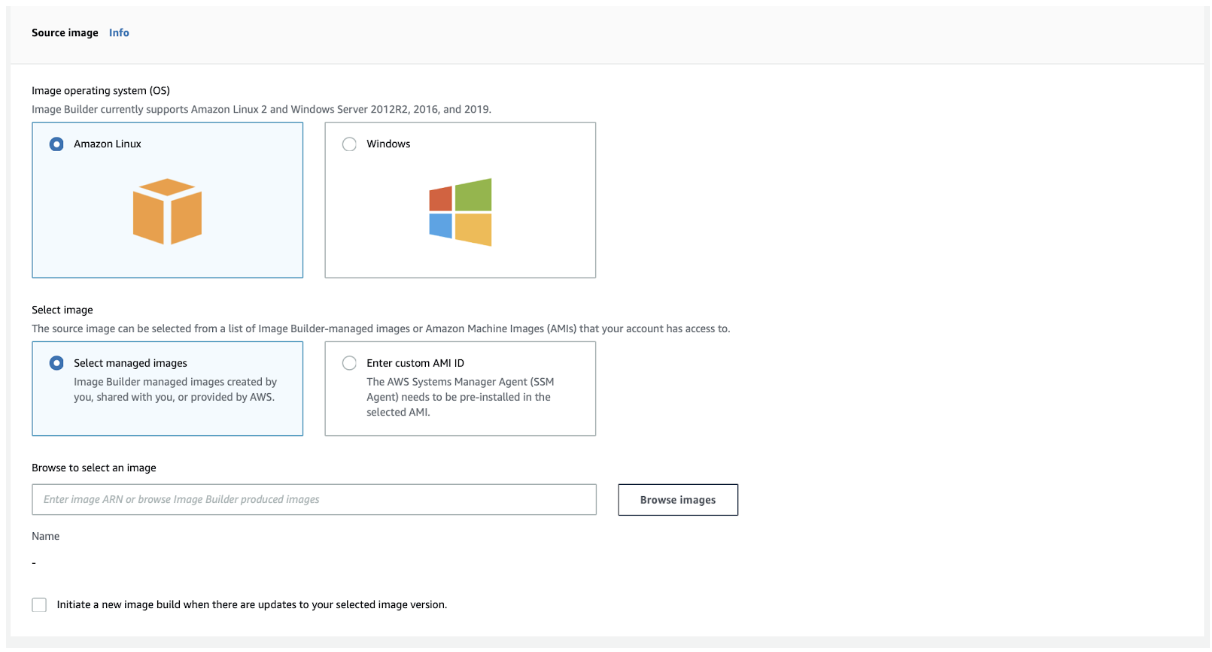 Source image Info
Image operating system (OS)
Image Builder currently supports Amazon Linux 2 and Windows Server 2012R2, 2016, and 2019.
Amazon Linux
Windows
Select image
The source image can be selected from a list of Image Builder-managed images or Amazon Machine Images (AMIs) that your account has access to.
Select managed images
Image Builder managed images created by
you, shared with you, or provided by AWS.
Enter custom AMI ID
The AWS Systems Manager Agent (SSM
Agent) needs to be pre-installed in the
selected AMI.
Browse to select an image
Enter image ARN or browse Image Builder produced images
Browse images
Name
-
Initiate a new image build when there are updates to your selected image version.